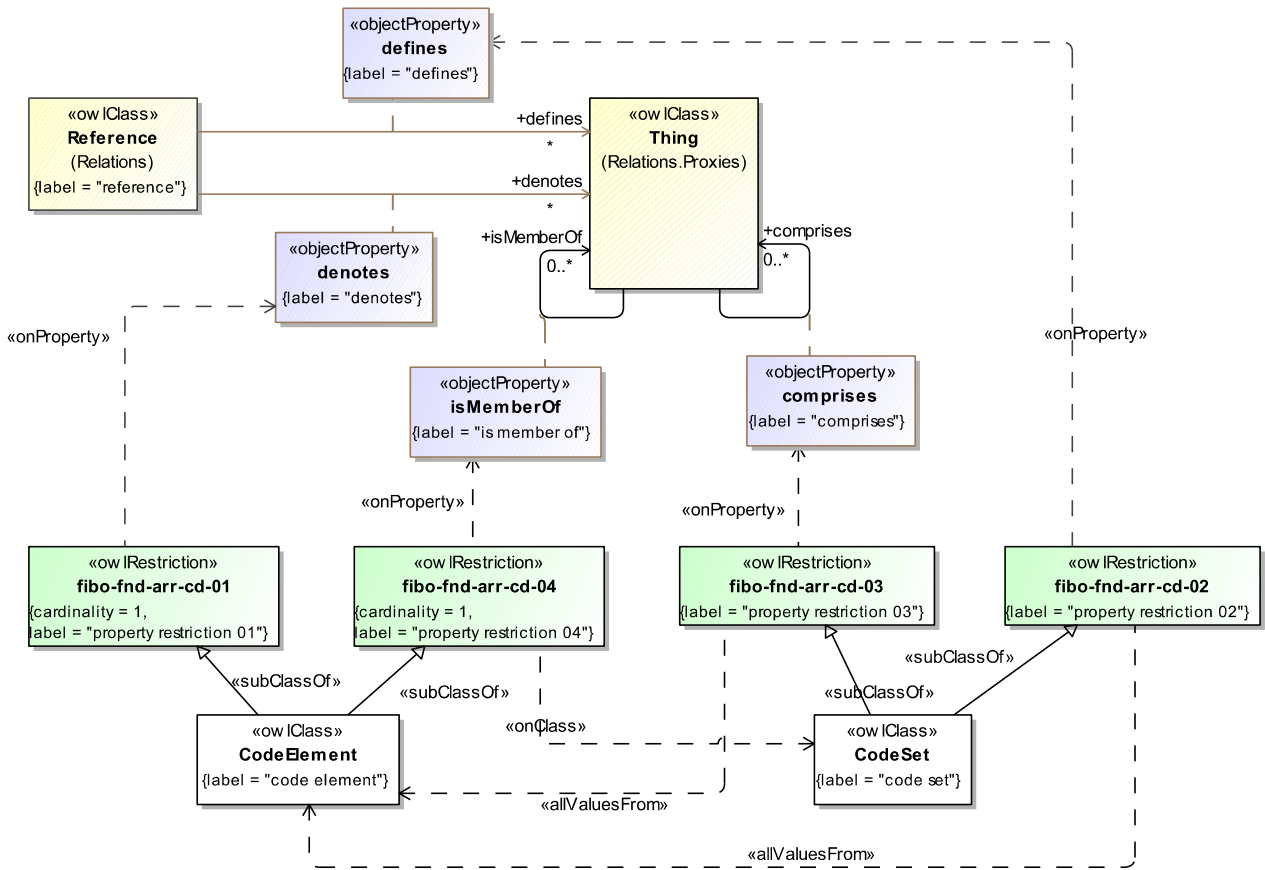 «objectProperty»
defines
{label = "defines"}
«owlClass»
Reference
(Relations)
{label = "reference"}
+defines
*
+denotes
*
«owlClass»
Thing
(Relations.Proxies)
«objectProperty»
denotes
{label = "denotes"}
+isMemberOf
0..*
+comprises
0..*
«onProperty»
«onProperty»
«objectProperty»
isMemberOf
{label = "is member of"}
«objectProperty»
comprises
{label = "comprises"}
«onProperty»
«onProperty»
«owlRestriction»
fibo-fnd-arr-cd-01
{cardinality = 1,
label = "property restriction 01"}
«owlRestriction»
fibo-fnd-arr-cd-04
{cardinality = 1,
label = "property restriction 04"}
«owlRestriction»
fibo-fnd-arr-cd-03
{label = "property restriction 03"}
«owlRestriction»
fibo-fnd-arr-cd-02
{label = "property restriction 02"}
«subClassOf»
«subClassOf»
«subClassOf»
«subClassOf»
«onClass»
«owlClass»
CodeElement
{label = "code element"}
«owlClass»
CodeSet
{label = "code set"}
«allValuesFrom»
«allValuesFrom»